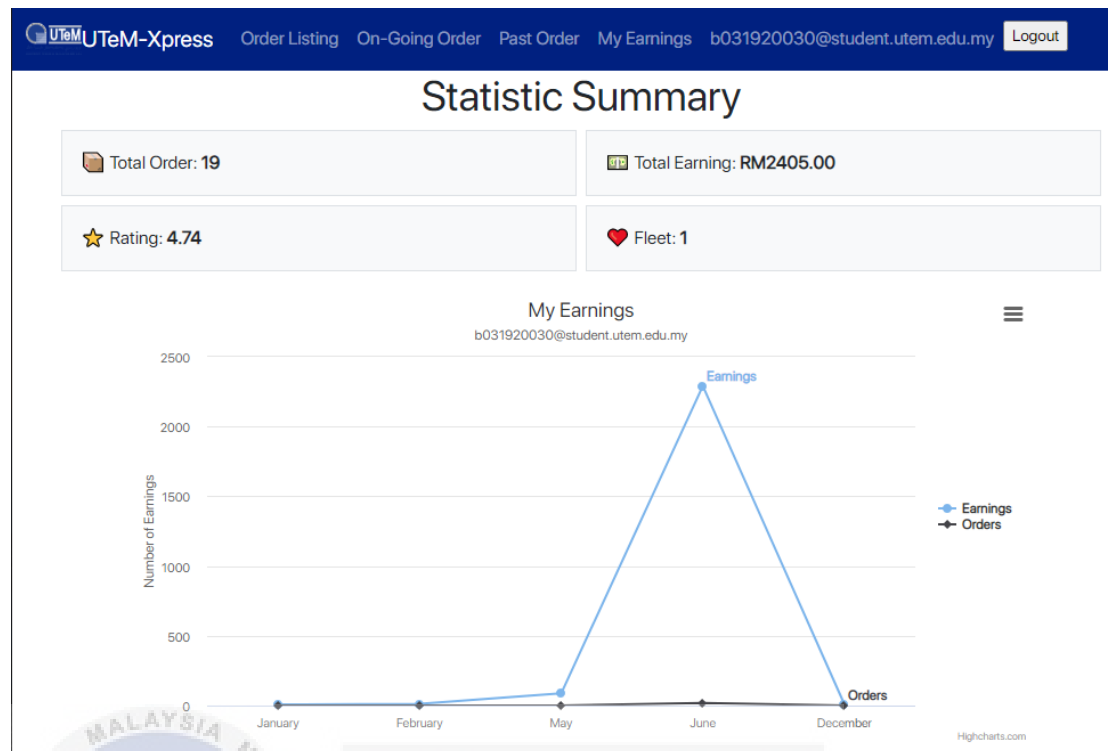 UTeM UTeM-Xpress Order Listing On-Going Order Past Order My Earnings b031920030@student.utem.edu.my Logout
Statistic Summary
Total Order: 19
Total Earning: RM2405.00
Rating: 4.74
Fleet: 1
My Earnings
b031920030@student.utem.edu.my
Number of Earnings
2500
2000
1500
1000
500
0
Earnings
Orders
January February May June December
Earnings
Orders
Highcharts.com
MALAYSIA